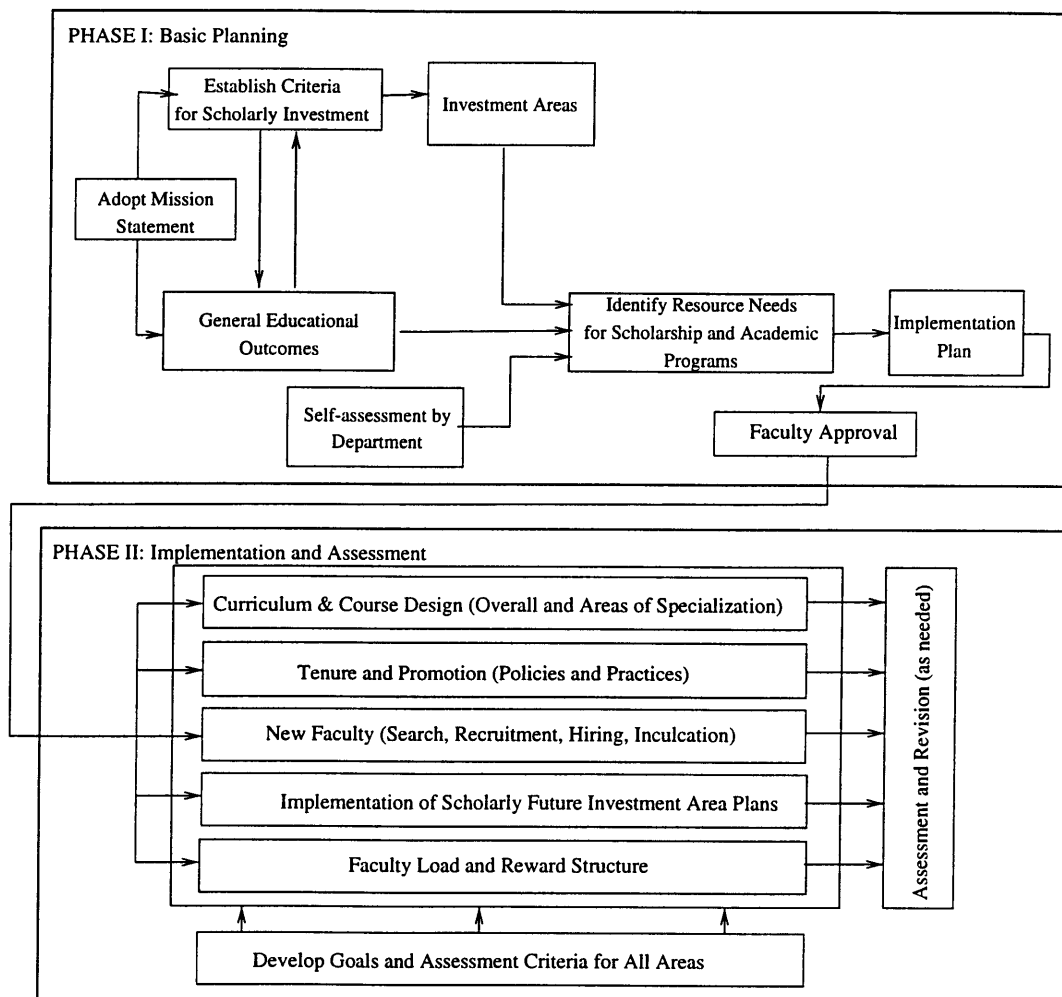 PHASE I: Basic Planning
Establish Criteria
for Scholarly Investment
Investment Areas
Adopt Mission
Statement
General Educational
Outcomes
Identify Resource Needs
for Scholarship and Academic
Programs
Implementation
Plan
Self-assessment by
Department
Faculty Approval
PHASE II: Implementation and Assessment
Curriculum & Course Design (Overall and Areas of Specialization)
Tenure and Promotion (Policies and Practices)
New Faculty (Search, Recruitment, Hiring, Inculcation)
Implementation of Scholarly Future Investment Area Plans
Faculty Load and Reward Structure
Assessment and Revision (as needed)
Develop Goals and Assessment Criteria for All Areas